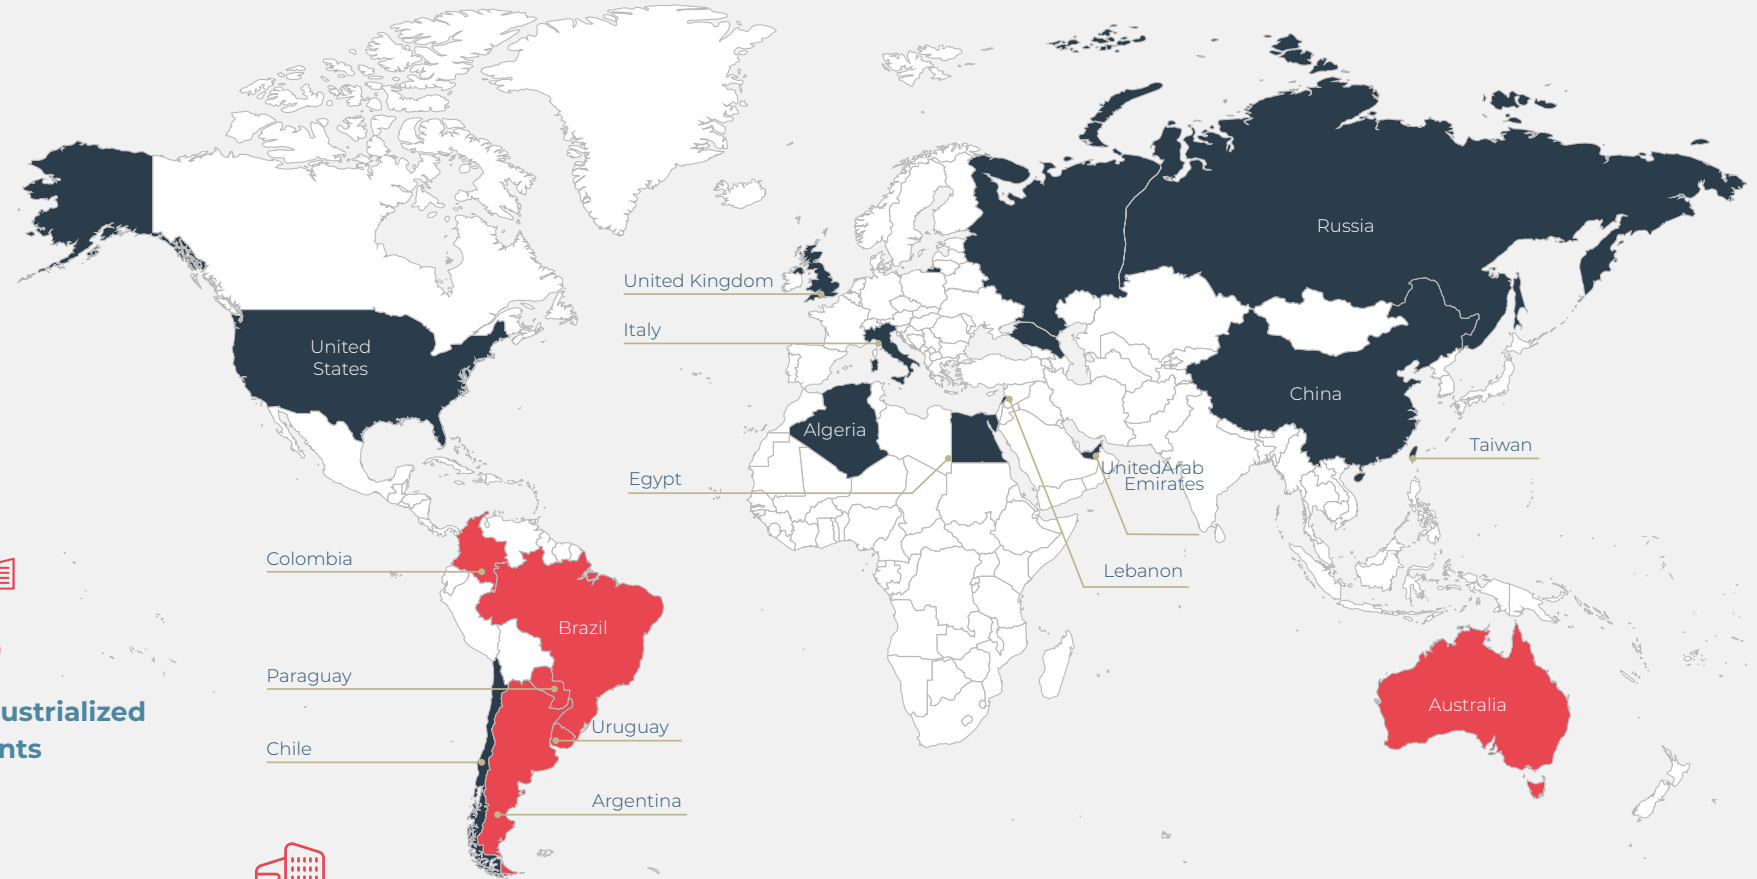 Russia
United Kingdom
Italy
United
States
China
Algeria
Taiwan
UnitedArab
Emirates
Egypt
Colombia
Lebanon
Brazil
Paraguay
Australia
ustrialized
nts
Uruguay
Chile
Argentina